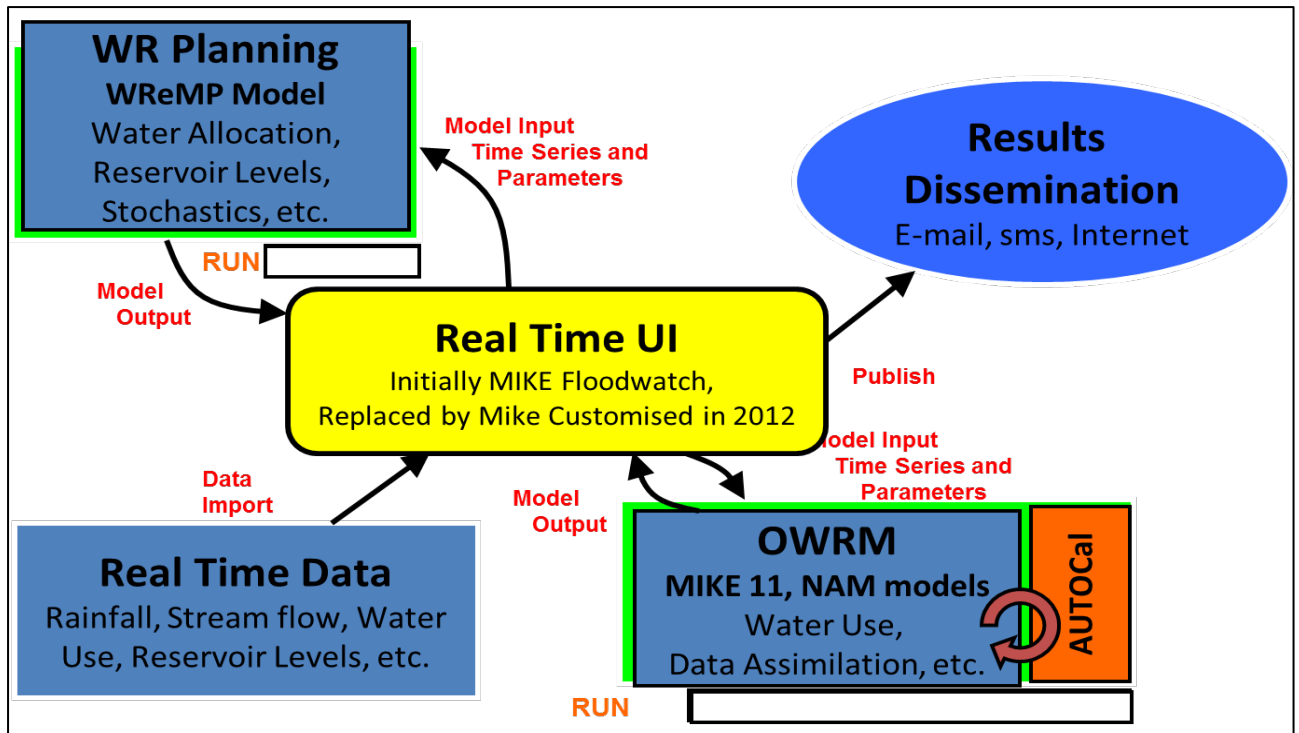 WR Planning
WReMP Model
Water Allocation,
Reservoir Levels,
Stochastics, etc.
RUN
Model
Output
Model Input
Time Series and
Parameters
Results
Dissemination
E-mail, sms, Internet
Real Time UI
Initially MIKE Floodwatch,
Replaced by Mike Customised in 2012
Publish
Data
Import
Real Time Data
Rainfall, Stream flow, Water
Use, Reservoir Levels, etc.
Model
Output
odel Input
Time Series and
Parameters
OWRM
MIKE 11, NAM models
Water Use,
Data Assimilation, etc.
AUTOCal
RUN